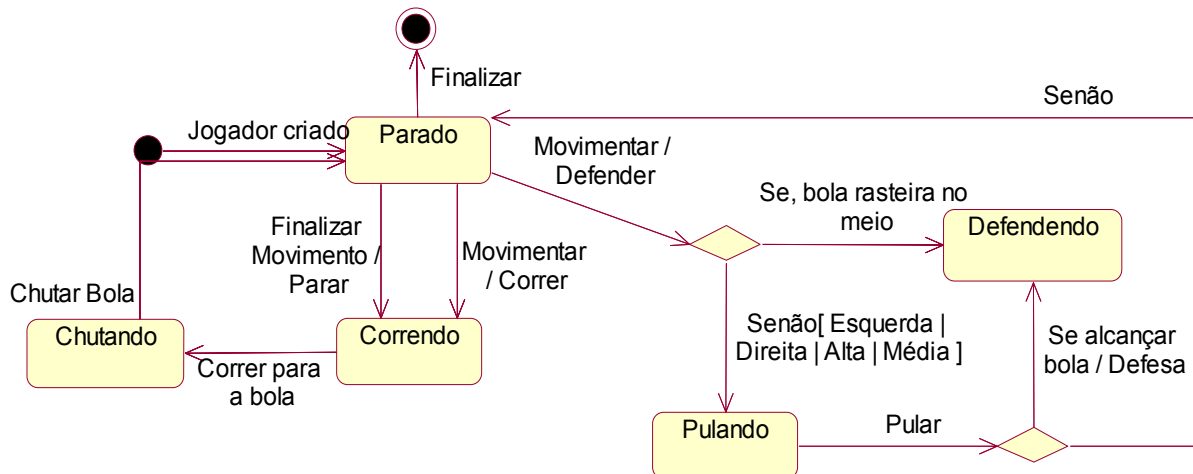 Finalizar
Senão
Jogador criado
Parado
Movimentar /
Defender
Se, bola rasteira no
meio
Defendendo
Finalizar
Movimento /
Parar
Movimentar
/ Correr
Chutar Bola
Chutando
Correndo
Correr para
a bola
Senão[ Esquerda |
Direita | Alta | Média ]
Se alcançar
bola / Defesa
Pulando
Pular